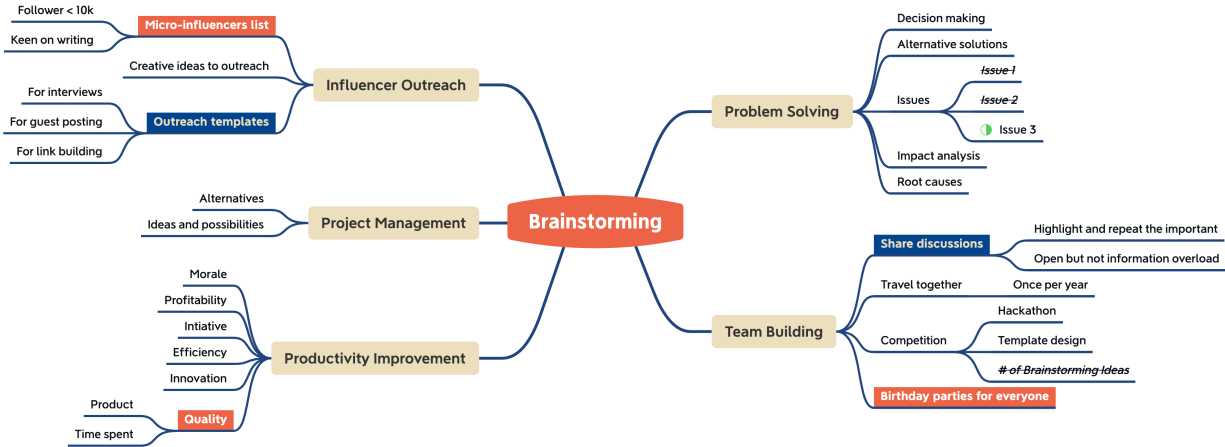 Brainstorming
Influencer Outreach
Micro-influencers list
Follower < 10k
Keen on writing
Creative ideas to outreach
Outreach templates
For interviews
For guest posting
For link building
Project Management
Alternatives
Ideas and possibilities
Productivity Improvement
Morale
Profitability
Intiative
Efficiency
Innovation
Quality
Product
Time spent
Problem Solving
Decision making
Alternative solutions
Issues
Issue 1
Issue 2
Issue 3
Impact analysis
Root causes
Team Building
Share discussions
Highlight and repeat the important
Open but not information overload
Travel together
Once per year
Competition
Hackathon
Template design
# of Brainstorming Ideas
Birthday parties for everyone